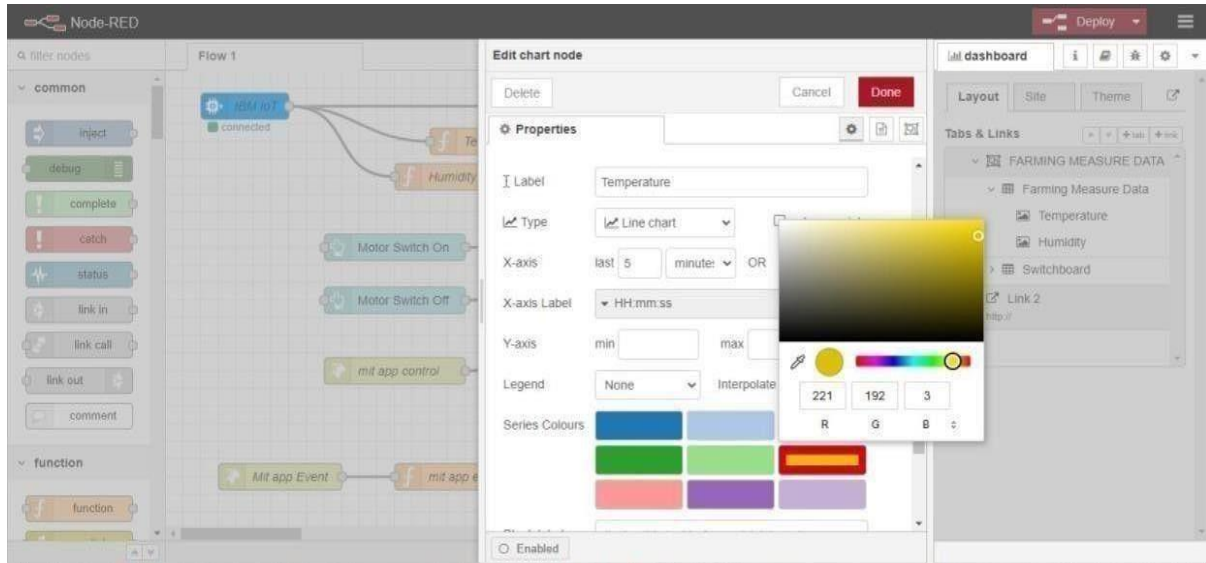 Node-RED
Deploy
filter nodes
Flow 1
Edit chart node
dashboard
common
IBM IoT
connected
Delete
Cancel
Done
Layout
Site
Theme
inject
Properties
Tabs & Links
tab
link
debug
Te
FARMING MEASURE DATA
Humidity
Label
Temperature
Farming Measure Data
complete
Type
Line chart
Temperature
catch
Motor Switch On
Humidity
status
X-axis
last 5
minutes
OR
Switchboard
link in
Motor Switch Off
X-axis Label
HH:mm:ss
Link 2
http://
link call
Y-axis
min
max
link out
mit app control
Legend
None
Interpolate
221
192
3
comment
Series Colours
R
G
B
function
Mit app Event
mit app e
function
Enabled